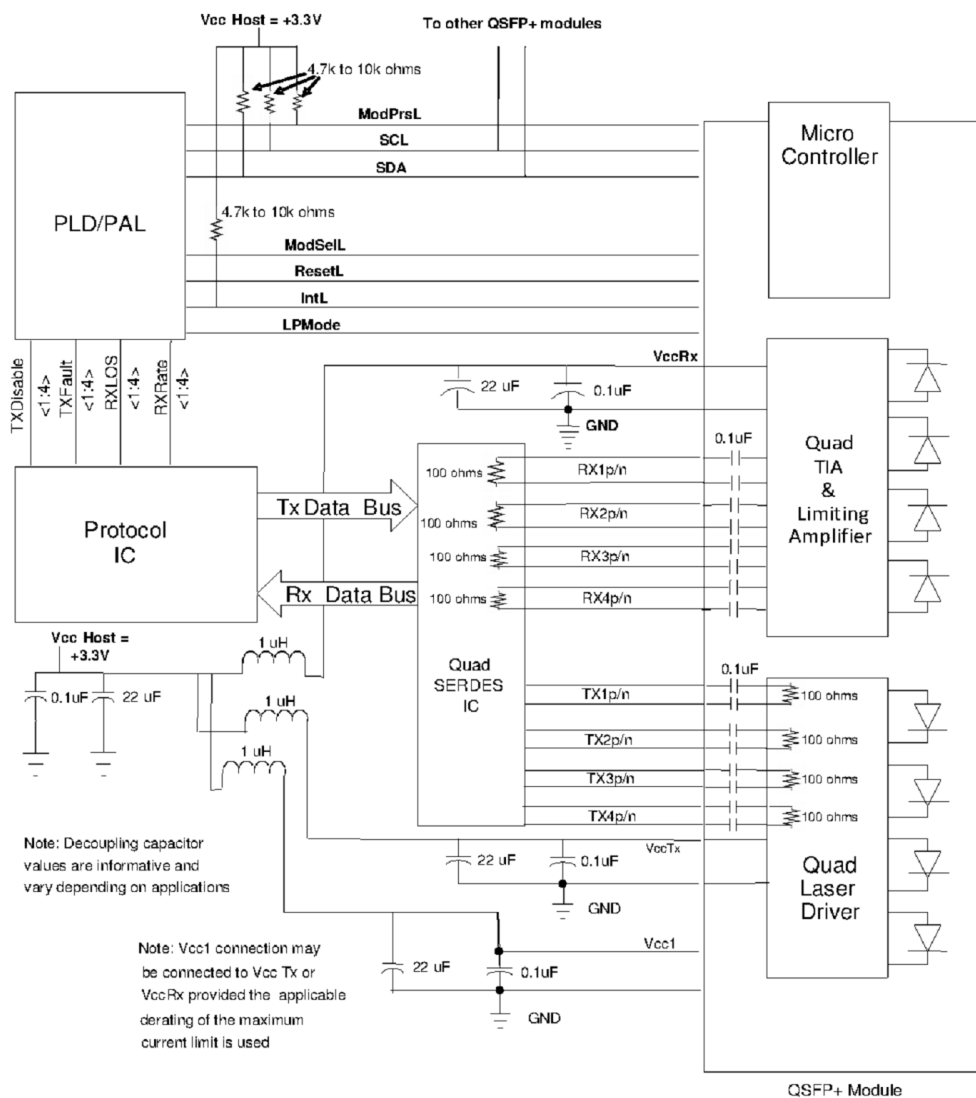 Vcc Host = +3.3V
To other QSFP+ modules
4.7k to 10k ohms
ModPrsL
SCL
SDA
PLD/PAL
Micro
Controller
4.7k to 10k ohms
ModSelL
ResetL
IntL
LPMode
TXDisable
<1:4>
TXFault
<1:4>
RXLOS
<1:4>
RXRate
<1:4>
VccRx
22 uF
0.1uF
GND
0.1uF
100 ohms
RX1p/n
100 ohms
RX2p/n
100 ohms
RX3p/n
100 ohms
RX4p/n
Quad
TIA
&
Limiting
Amplifier
Protocol
IC
Tx Data Bus
Rx Data Bus
Vcc Host =
+3.3V
0.1uF
22 uF
1 uH
1 uH
1 uH
Quad
SERDES
IC
0.1uF
TX1p/n
100 ohms
TX2p/n
100 ohms
TX3p/n
100 ohms
TX4p/n
100 ohms
Quad
Laser
Driver
VccTx
22 uF
0.1uF
GND
Note: Decoupling capacitor
values are informative and
vary depending on applications
Vcc1
22 uF
0.1uF
GND
Note: Vcc1 connection may
be connected to Vcc Tx or
VccRx provided the applicable
derating of the maximum
current limit is used
QSFP+ Module